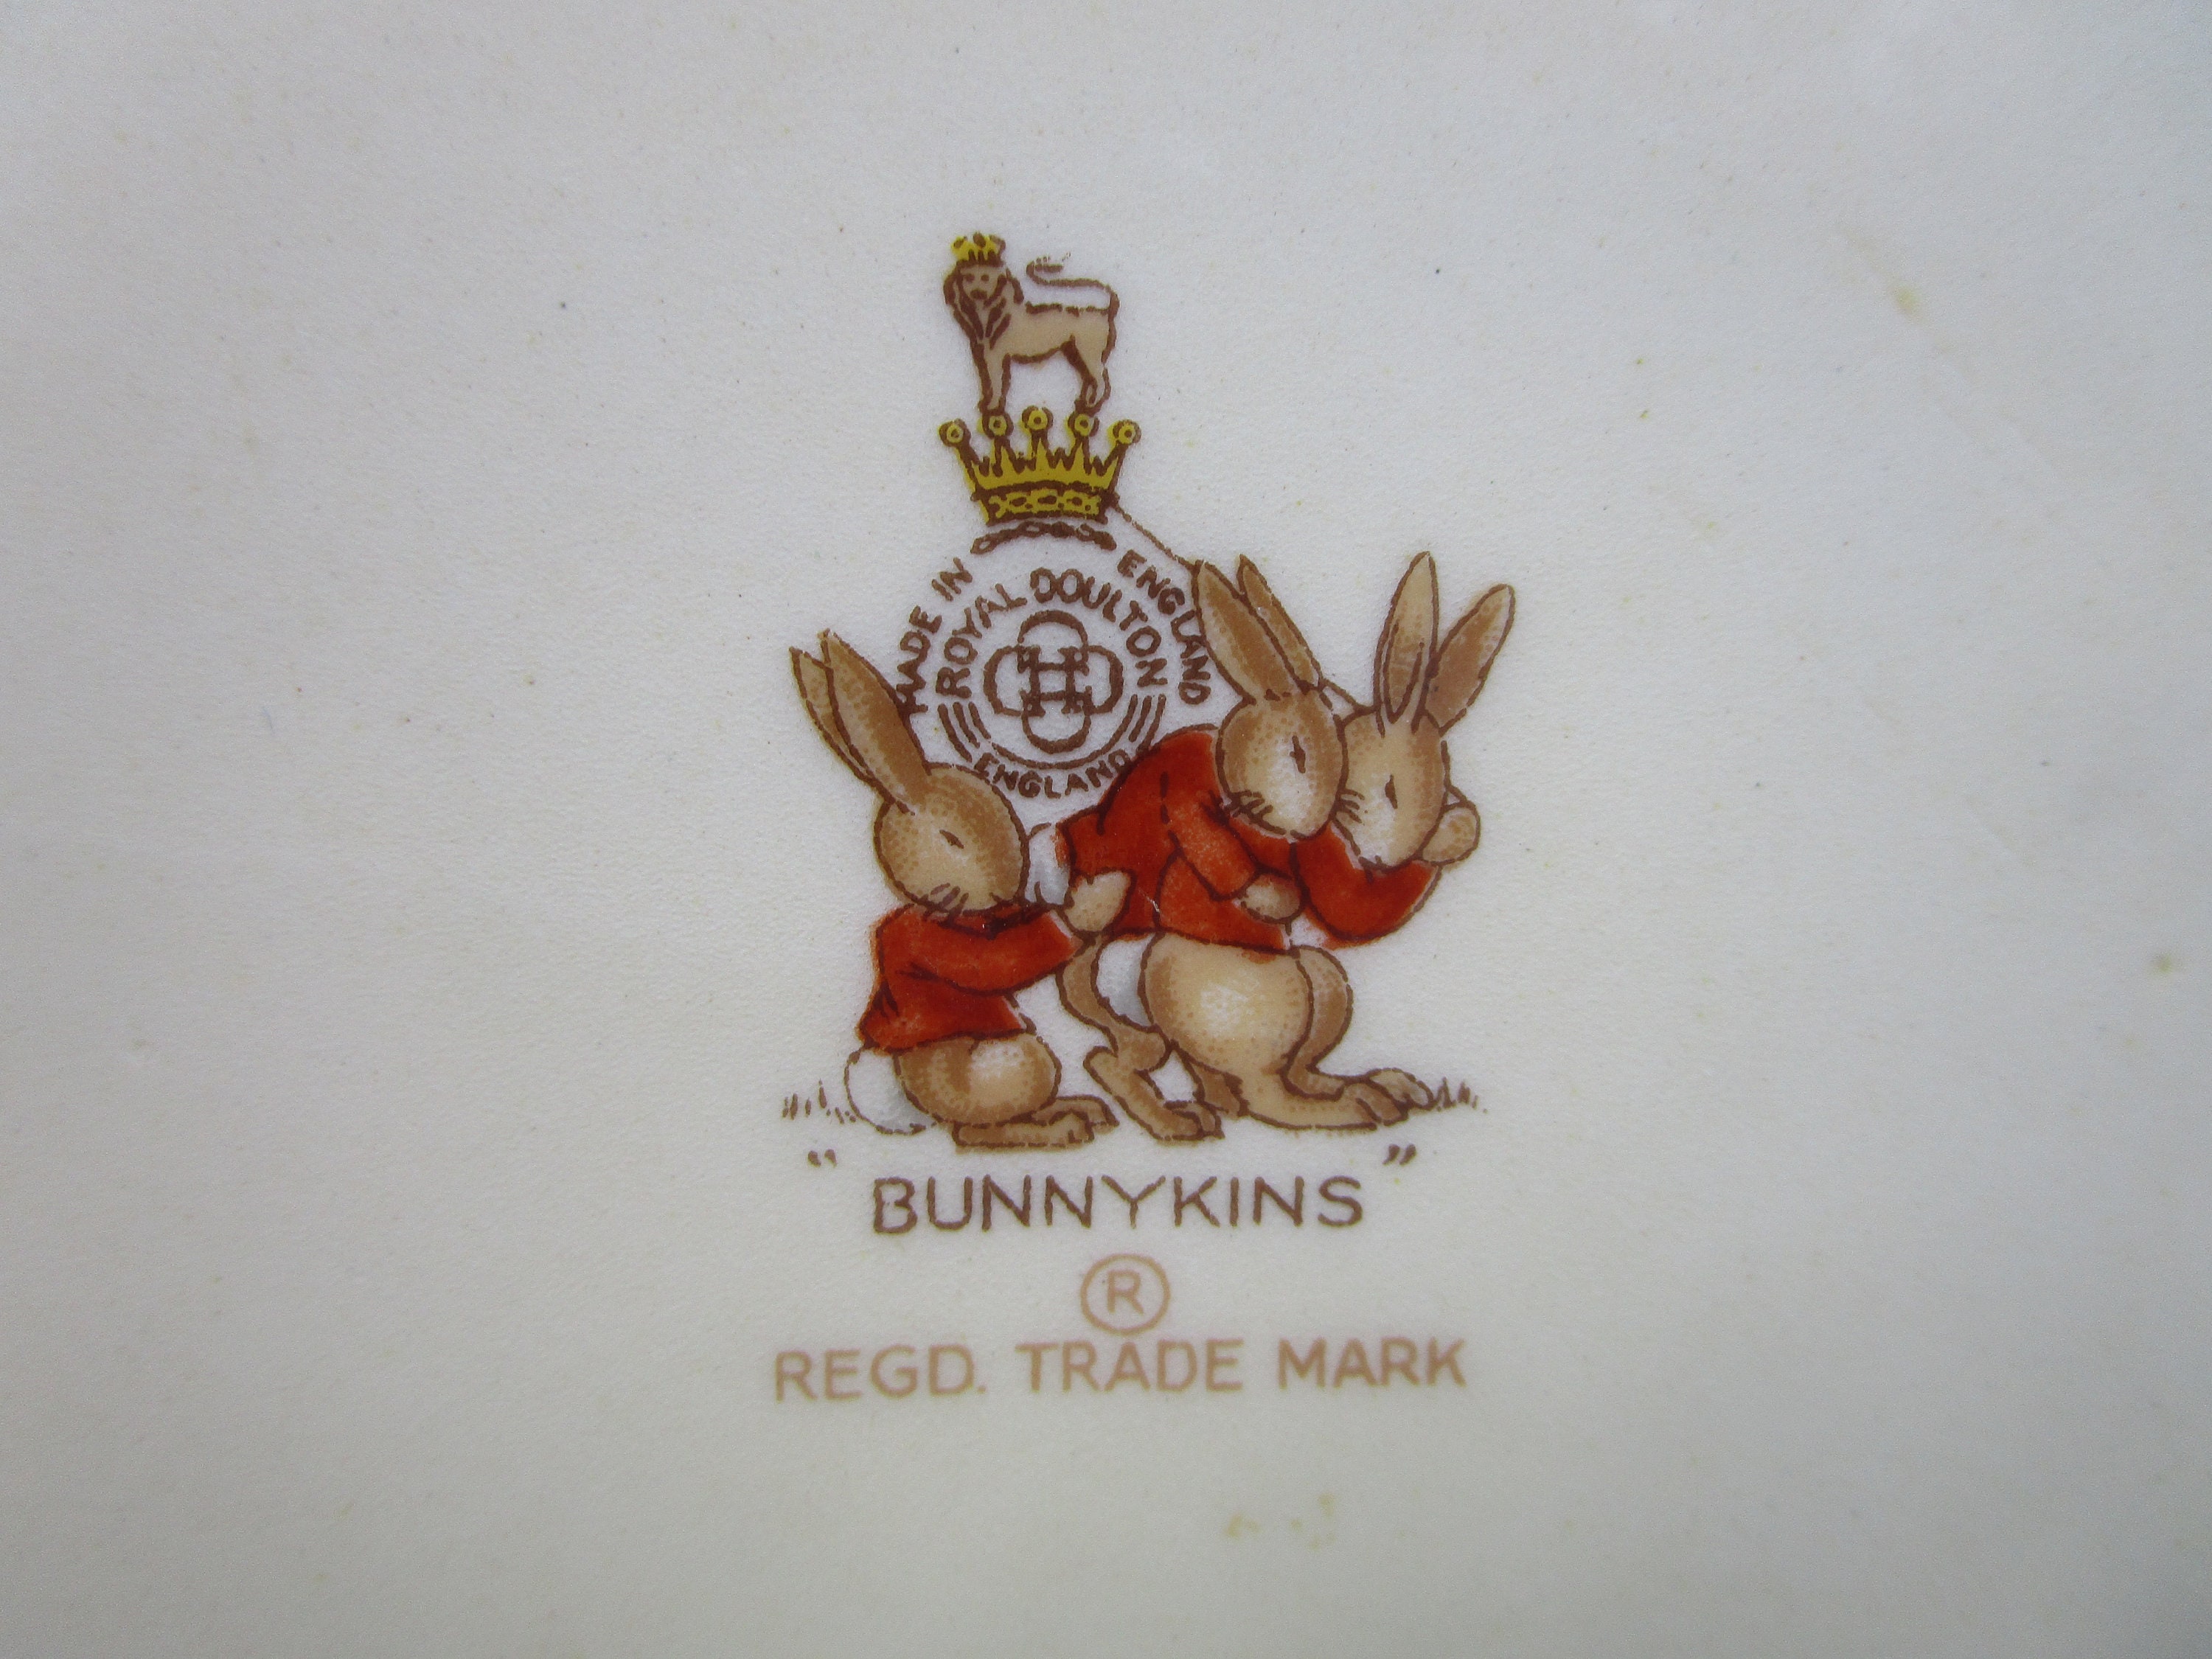 MADE IN ENGLAND
ROYAL DOULTON
ENGLAND
“BUNNYKINS”
®
REGD. TRADE MARK